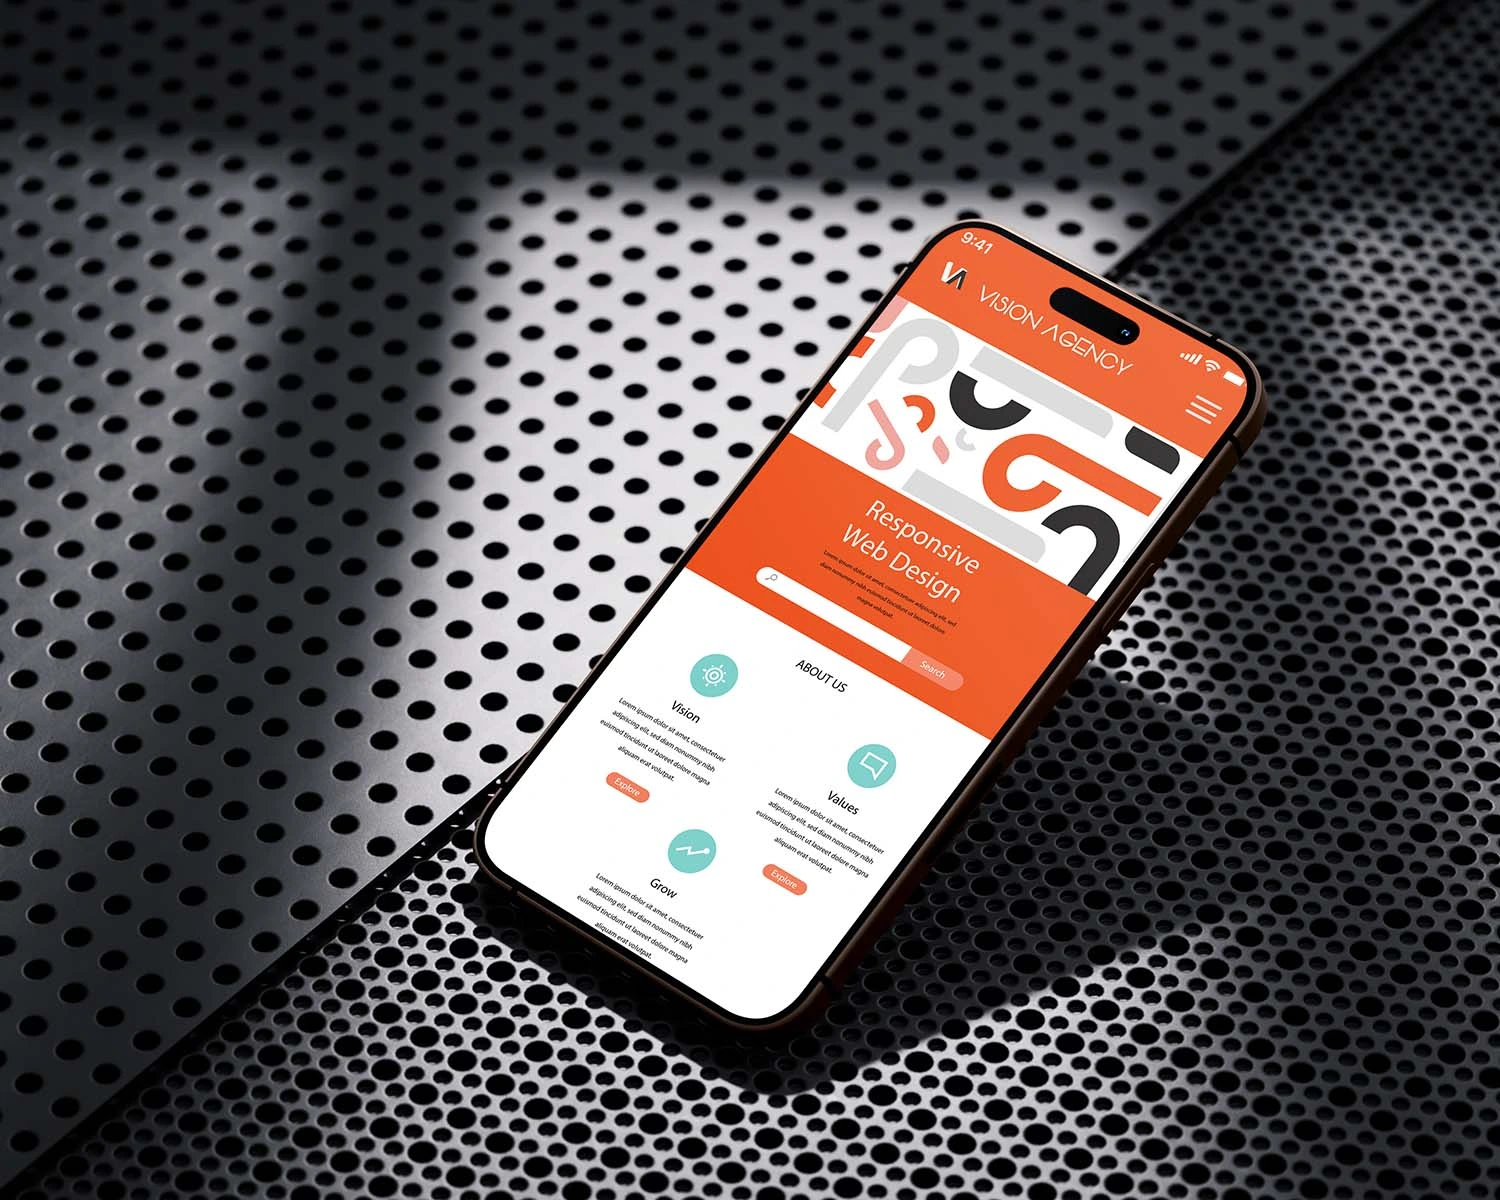 9:41
VISION AGENCY
Responsive
Web Design
Lorem ipsum dolor sit amet, consectetuer adipiscing elit, sed
diam nonummy nibh euismod tincidunt ut laoreet dolore
magna volutpat.
Search
ABOUT US
Vision
Lorem ipsum dolor sit amet, consectetuer
adipiscing elit, sed diam nonummy nibh
euismod tincidunt ut laoreet dolore magna
aliquam erat volutpat.
Explore
Values
Lorem ipsum dolor sit amet, consectetuer
adipiscing elit, sed diam nonummy nibh
euismod tincidunt ut laoreet dolore magna
aliquam erat volutpat.
Explore
Grow
Lorem ipsum dolor sit amet, consectetuer
adipiscing elit, sed diam nonummy nibh
euismod tincidunt ut laoreet dolore magna
aliquam erat volutpat.